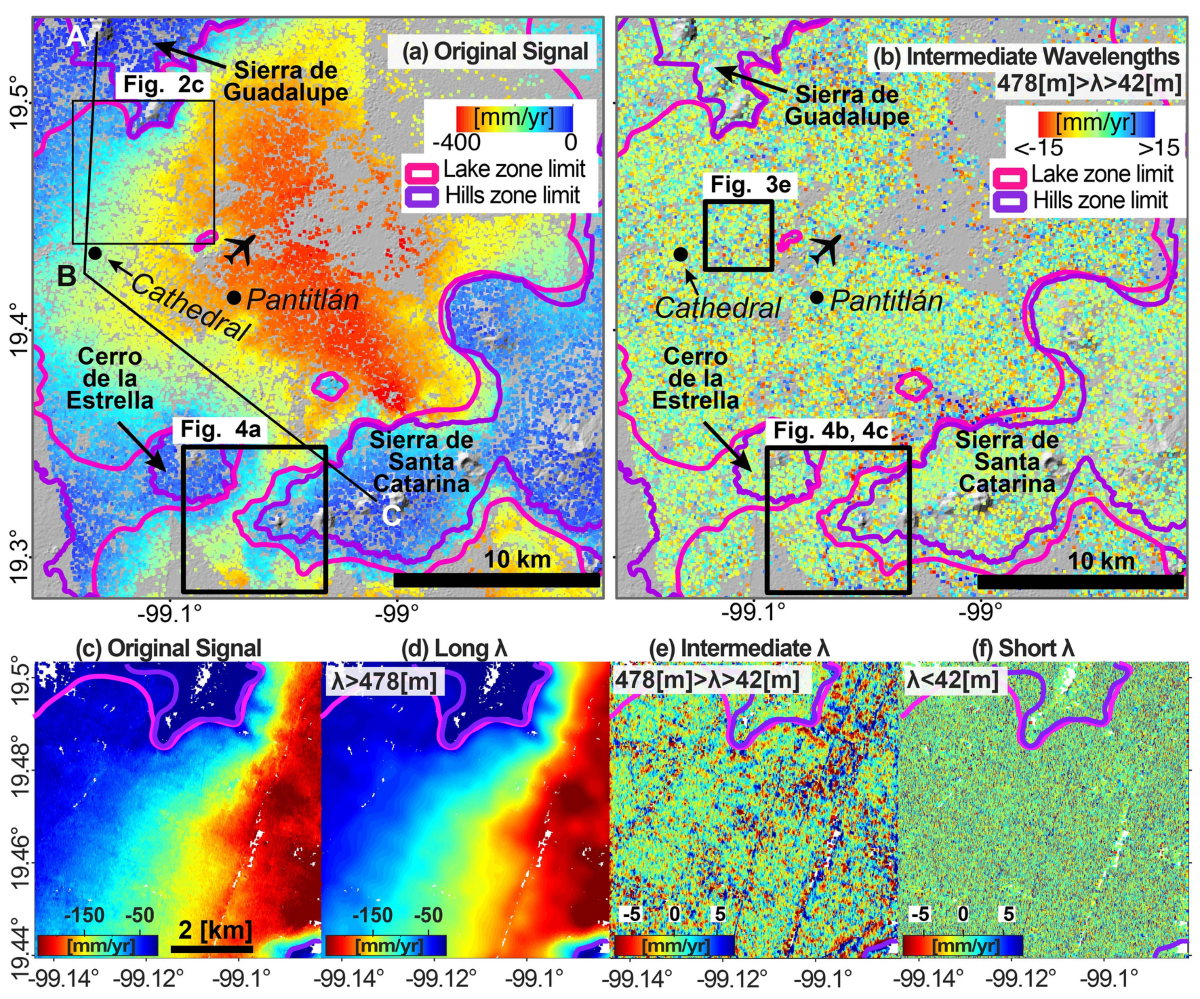 (a) Original Signal
A
Sierra de
Guadalupe
Fig. 2c
[mm/yr]
-400 0
Lake zone limit
Hills zone limit
B
Cathedral
Pantitlán
Cerro
de la
Estrella
Fig. 4a
Sierra de
Santa
Catarina
C
10 km
19.5°
19.4°
19.3°
-99.1° -99°
(b) Intermediate Wavelengths
478[m]>λ>42[m]
Sierra de
Guadalupe
[mm/yr]
<-15 >15
Lake zone limit
Hills zone limit
Fig. 3e
Cathedral
Pantitlán
Cerro
de la
Estrella
Fig. 4b, 4c
Sierra de
Santa
Catarina
10 km
-99.1° -99°
(c) Original Signal
19.5°
19.48°
19.46°
19.44°
-150 -50
[mm/yr]
2 [km]
-99.14 -99.12 -99.1°
(d) Long λ
λ>478[m]
-150 -50
[mm/yr]
-99.14 -99.12 -99.1°
(e) Intermediate λ
478[m]>λ>42[m]
-5 0 5
[mm/yr]
-99.14 -99.12 -99.1°
(f) Short λ
λ<42[m]
-5 0 5
[mm/yr]
-99.14 -99.12 -99.1°